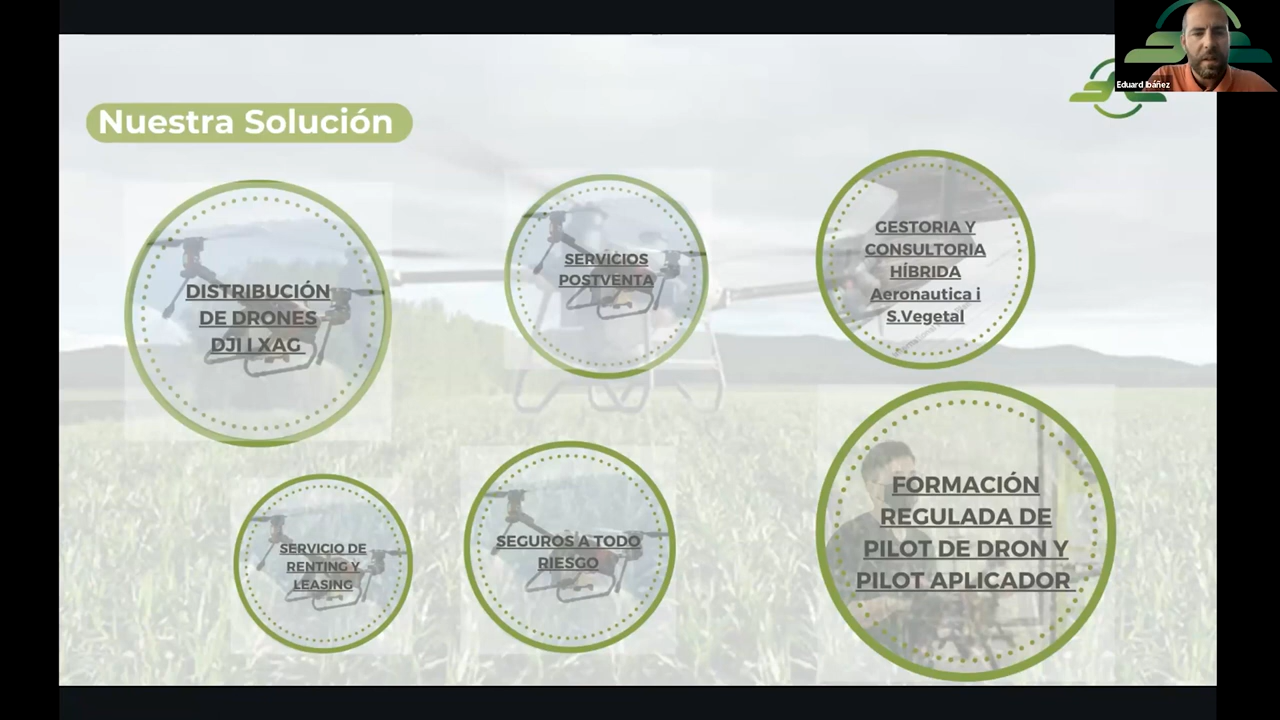 Eduard Ibáñez
Nuestra Solución
DISTRIBUCIÓN
DE DRONES
DJI I XAG
SERVICIOS
POSTVENTA
GESTORIA Y
CONSULTORIA
HÍBRIDA
Aeronautica i
S.Vegetal
SERVICIO DE
RENTING Y
LEASING
SEGUROS A TODO
RIESGO
FORMACIÓN
REGULADA DE
PILOT DE DRON Y
PILOT APLICADOR